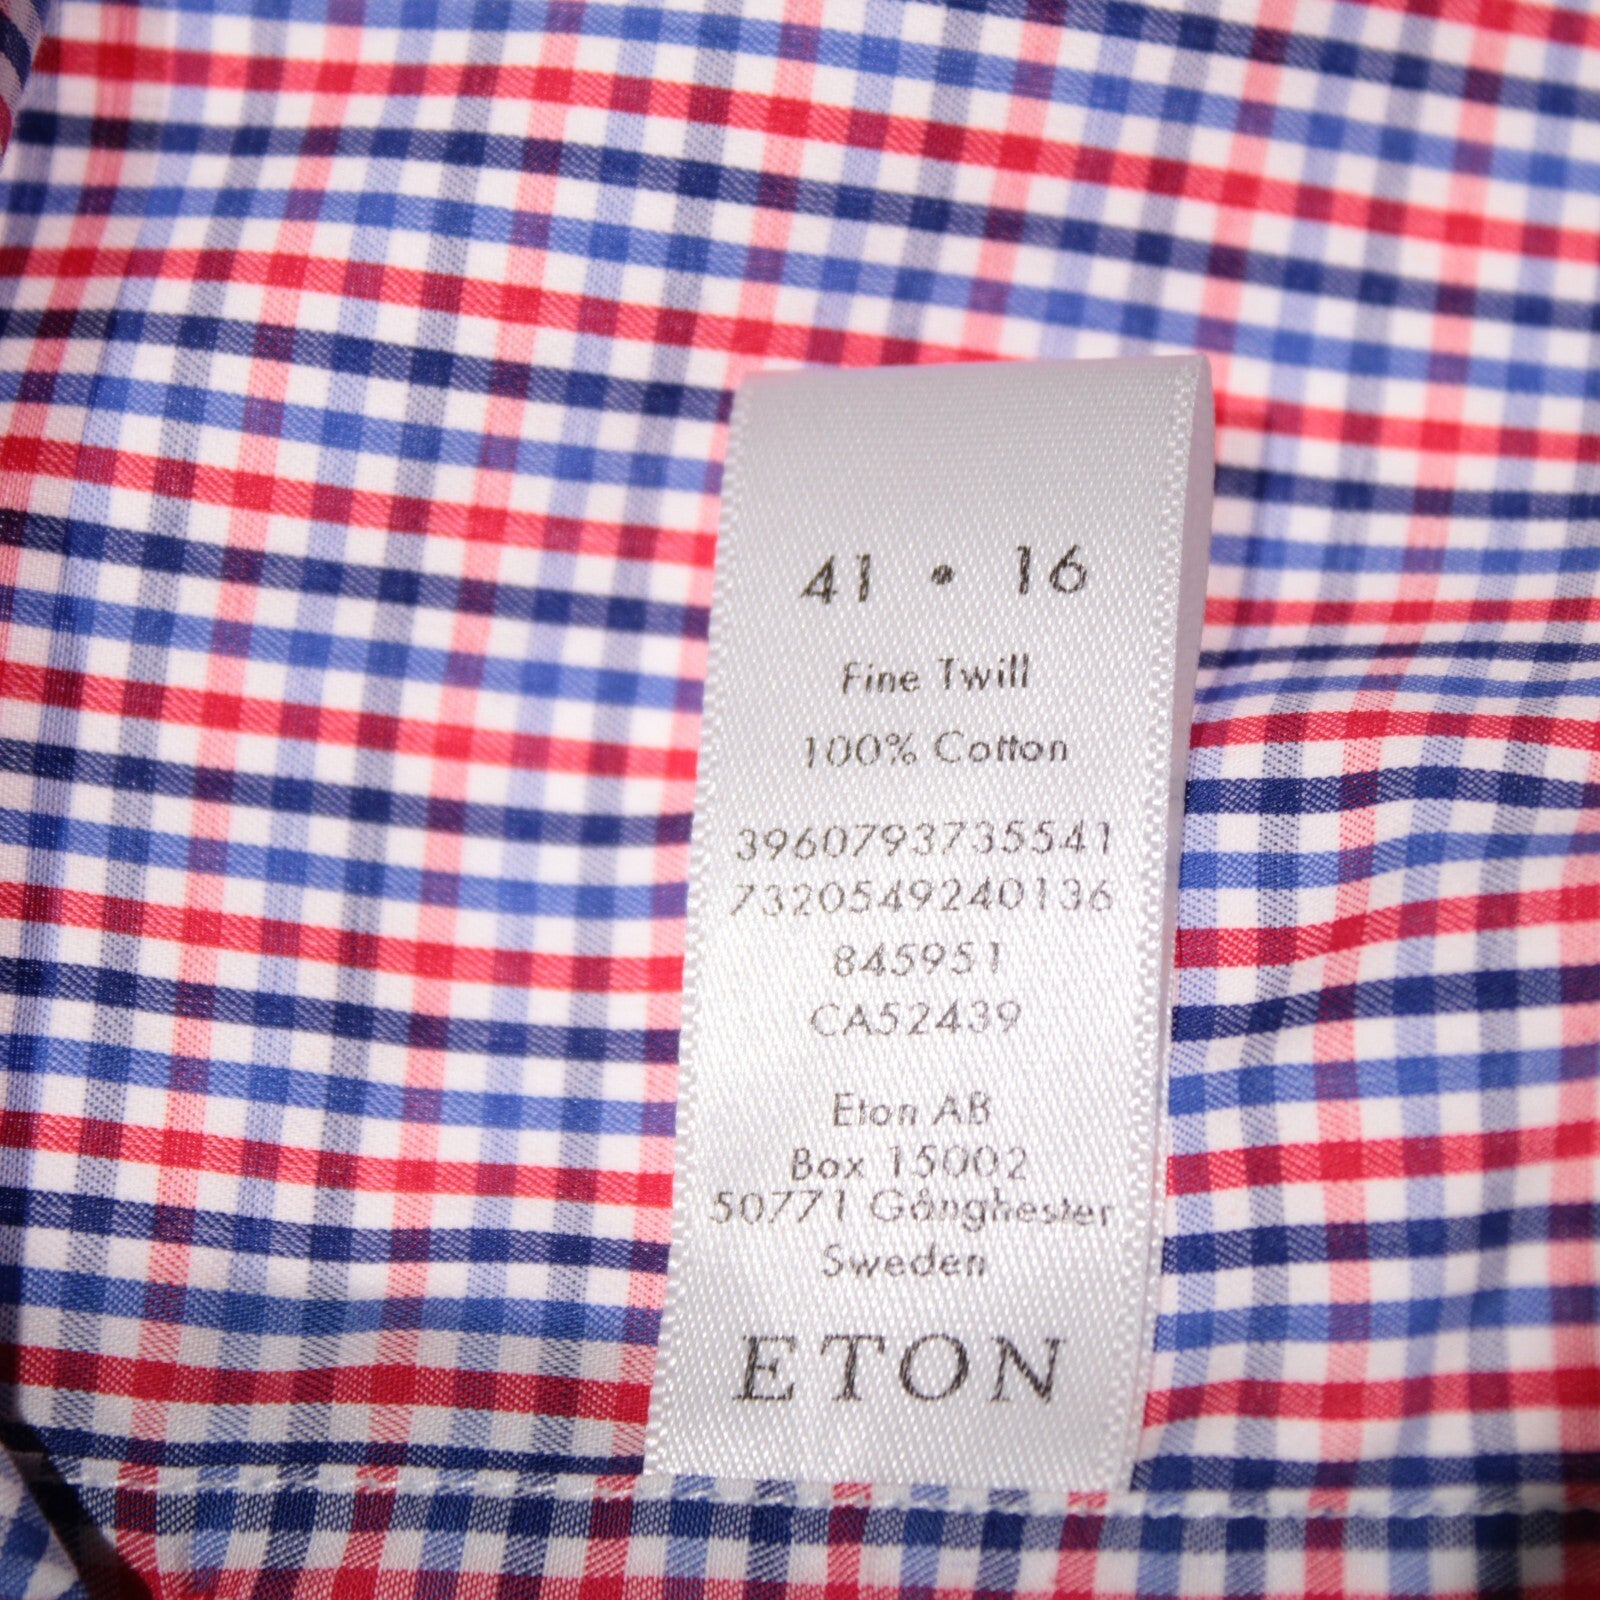 41 • 16
Fine Twill
100% Cotton
3960793735541
7320549240136
845951
CA52439
Eton AB
Box 15002
50771 Gånghester
Sweden
ETON